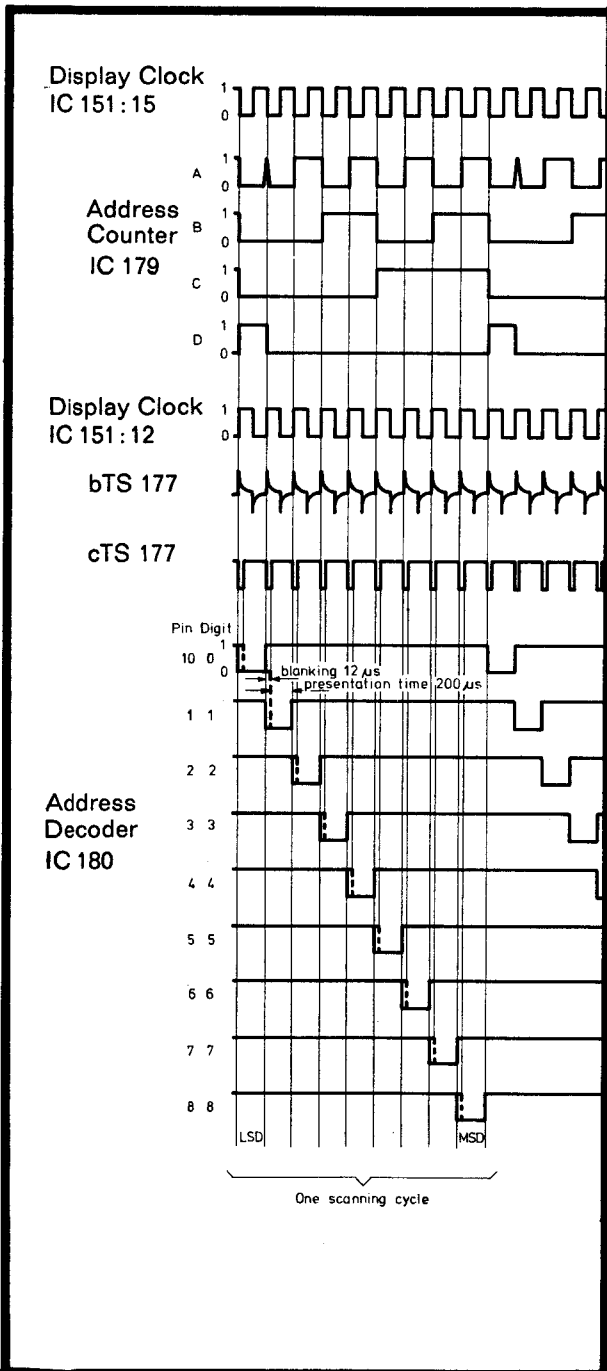 Display Clock
IC 151 : 15
1
0
A
1
0
Address
Counter
IC 179
B
1
0
C
1
0
D
1
0
Display Clock
IC 151 : 12
1
0
bTS 177
cTS 177
Pin Digit
10 0
1
0
blanking 12 µs
presentation time 200 µs
1 1
2 2
Address
Decoder
IC 180
3 3
4 4
5 5
6 6
7 7
8 8
LSD
MSD
One scanning cycle